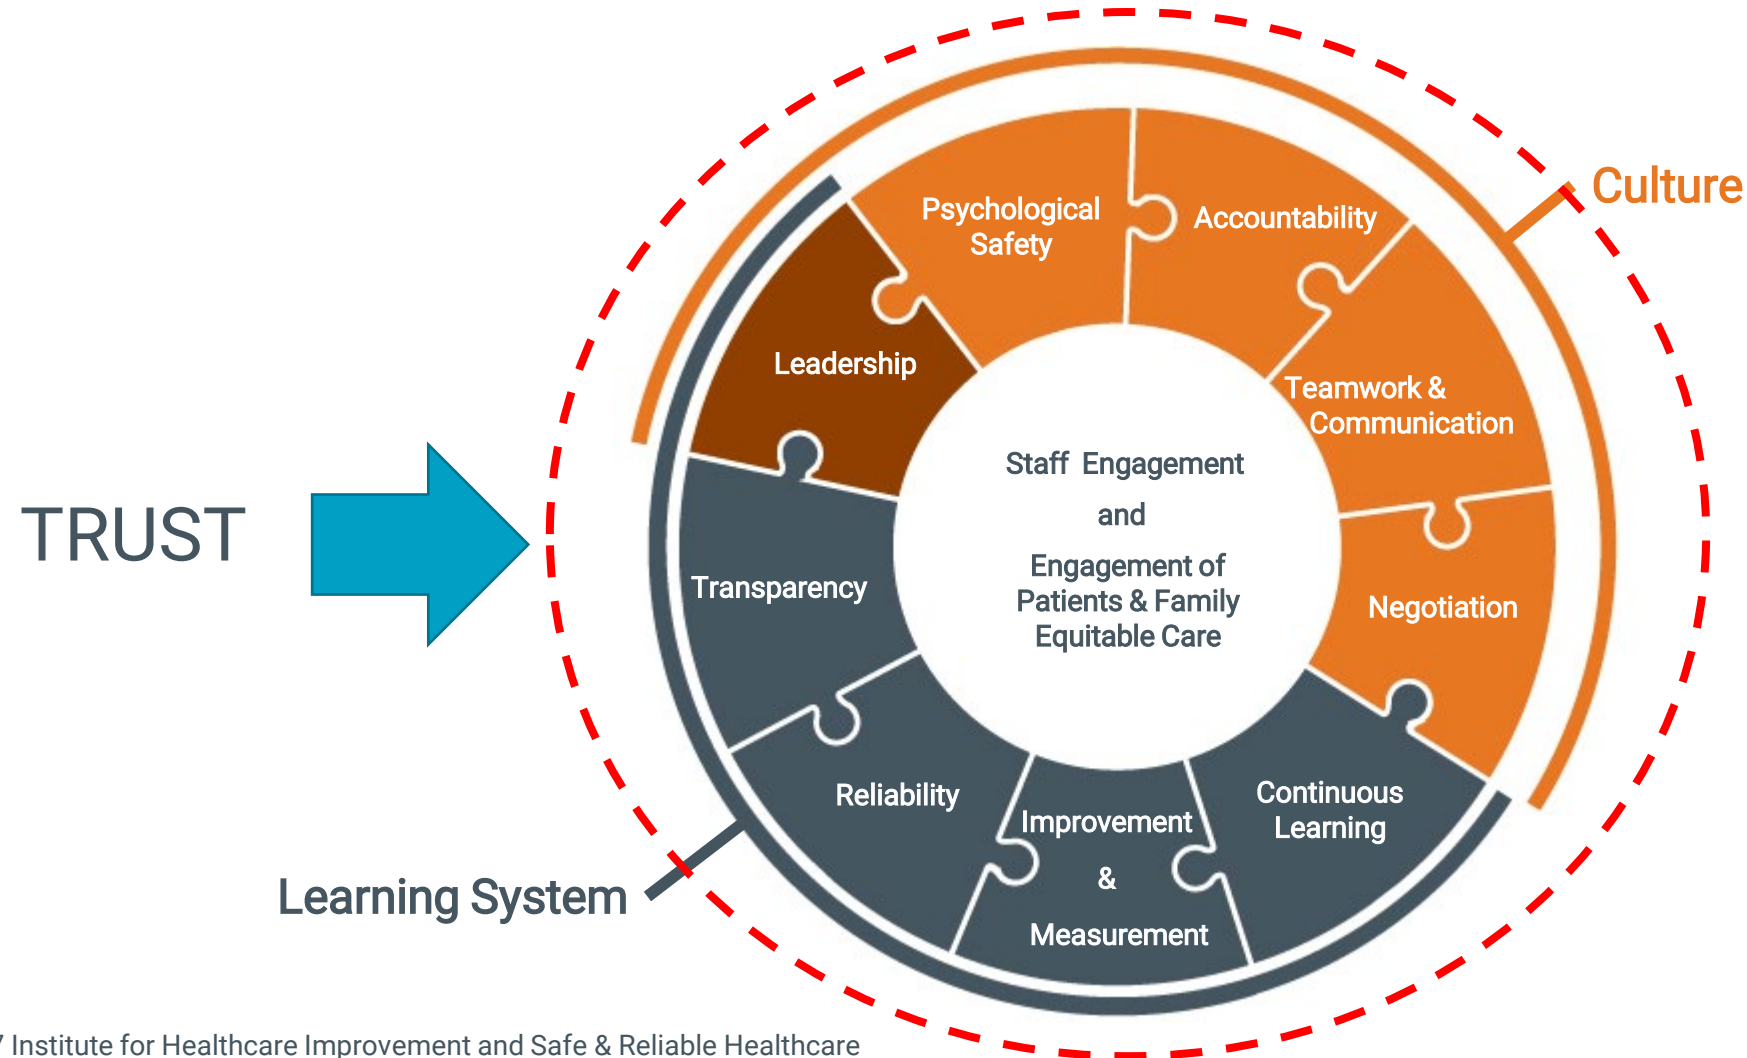 Culture
Psychological
Safety
Accountability
Leadership
Teamwork &
Communication
Staff Engagement
and
Engagement of
Patients & Family
Equitable Care
TRUST
Transparency
Negotiation
Reliability
Improvement
&
Measurement
Continuous
Learning
Learning System
Institute for Healthcare Improvement and Safe & Reliable Healthcare